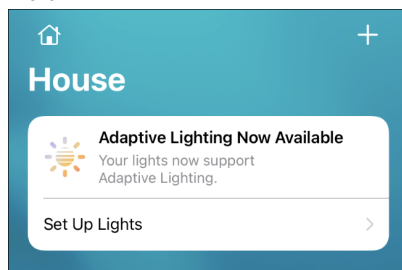 House
Adaptive Lighting Now Available
Your lights now support
Adaptive Lighting.
Set Up Lights